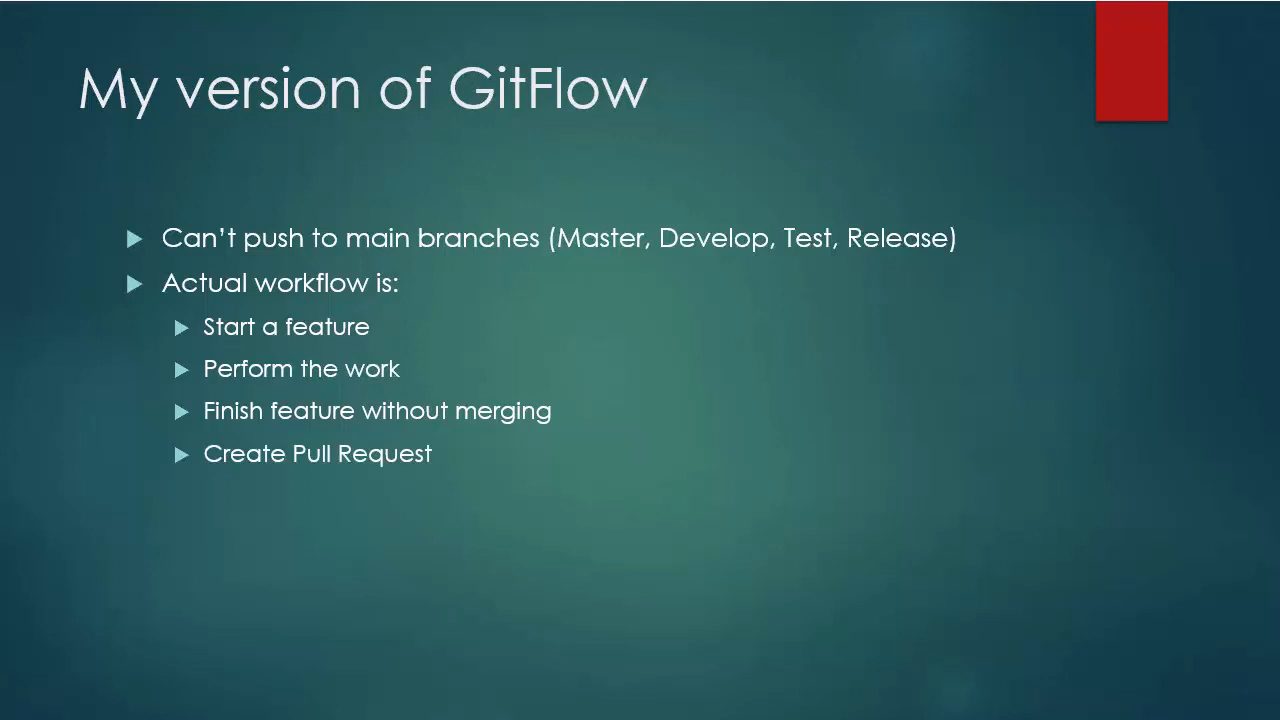 My version of GitFlow
Can’t push to main branches (Master, Develop, Test, Release)
Actual workflow is:
Start a feature
Perform the work
Finish feature without merging
Create Pull Request